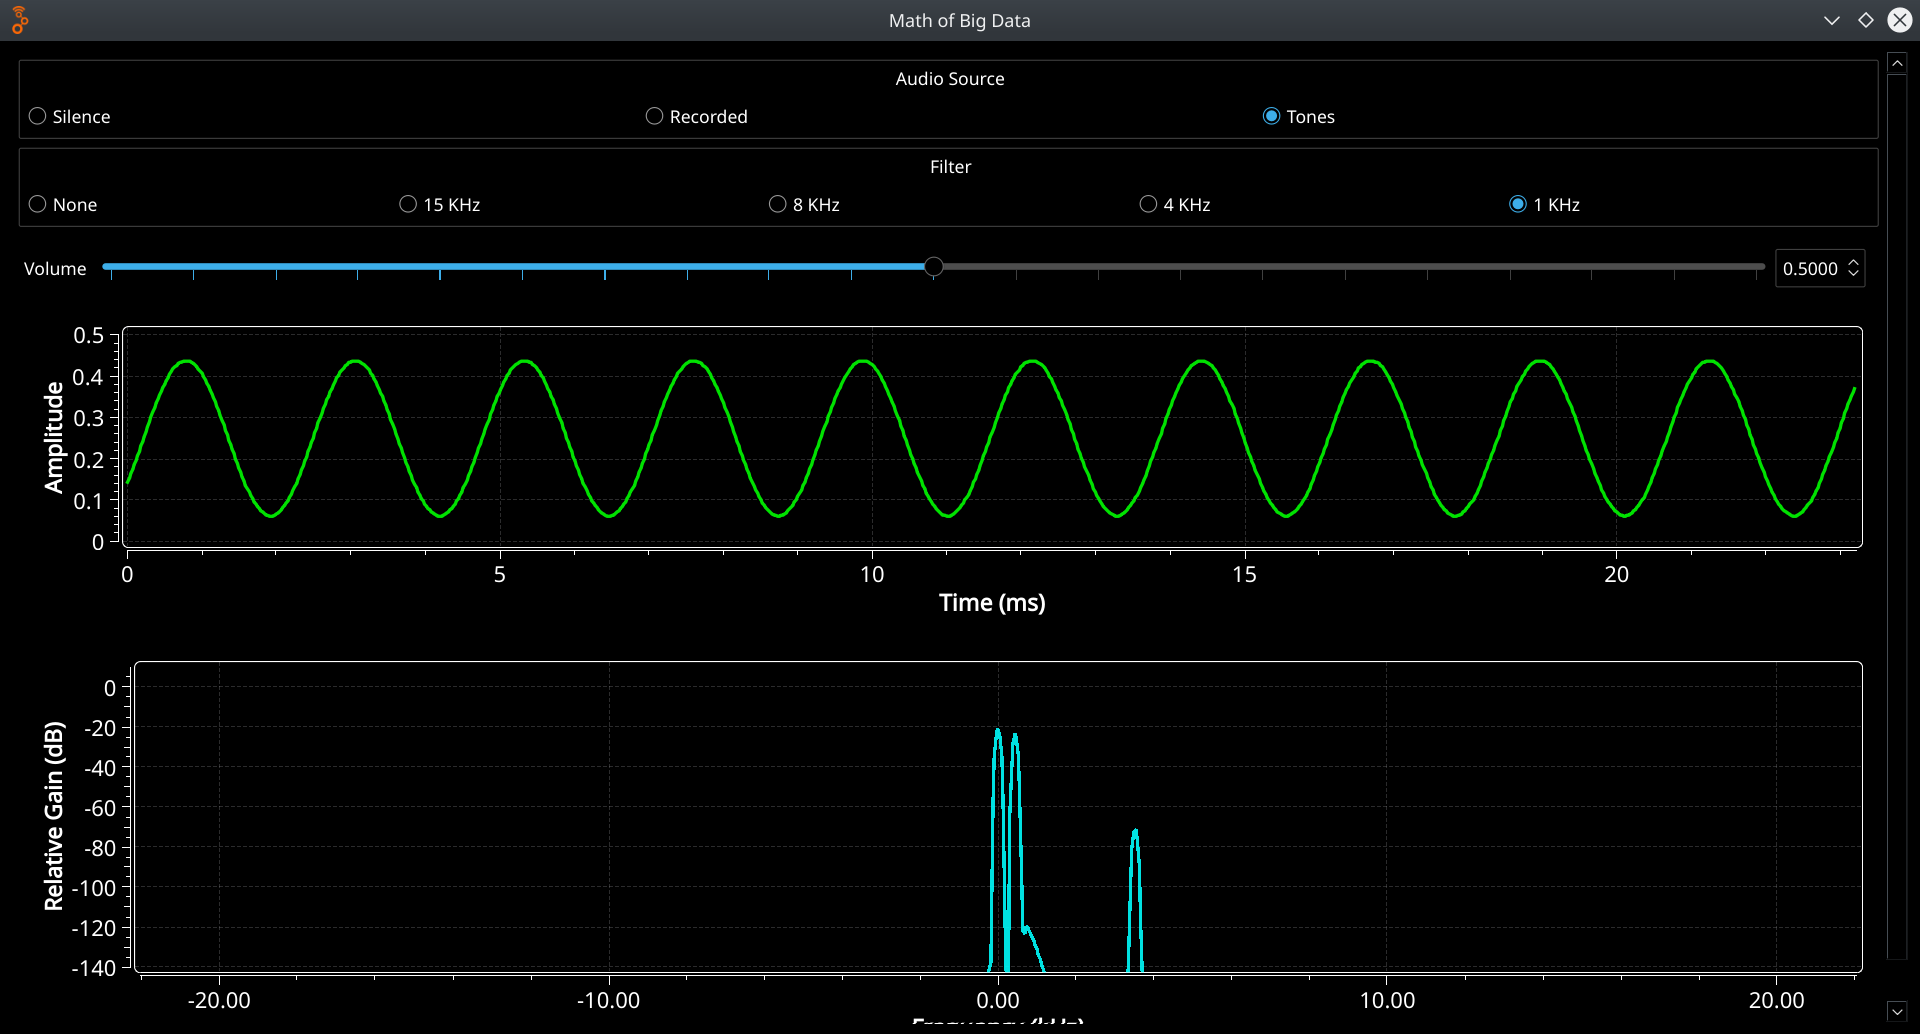 Math of Big Data
Audio Source
Silence Recorded Tones
Filter
None 15 KHz 8 KHz 4 KHz 1 KHz
Volume 0.5000
Amplitude
0.5
0.4
0.3
0.2
0.1
0
0 5 10 15 20
Time (ms)
Relative Gain (dB)
0
-20
-40
-60
-80
-100
-120
-140
-20.00 -10.00 0.00 10.00 20.00
Frequency (kHz)